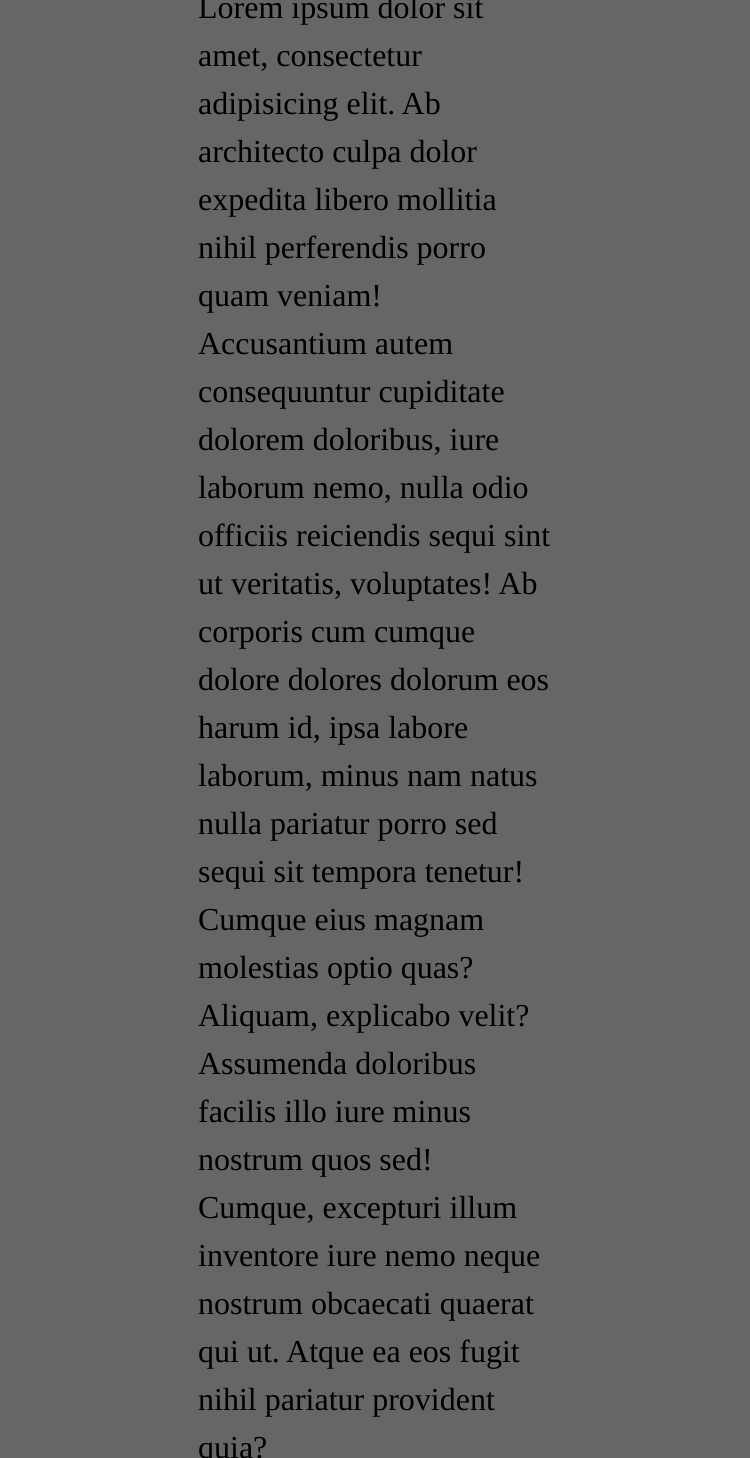 Lorem ipsum dolor sit
amet, consectetur
adipisicing elit. Ab
architecto culpa dolor
expedita libero mollitia
nihil perferendis porro
quam veniam!
Accusantium autem
consequuntur cupiditate
dolorem doloribus, iure
laborum nemo, nulla odio
officiis reiciendis sequi sint
ut veritatis, voluptates! Ab
corporis cum cumque
dolore dolores dolorum eos
harum id, ipsa labore
laborum, minus nam natus
nulla pariatur porro sed
sequi sit tempora tenetur!
Cumque eius magnam
molestias optio quas?
Aliquam, explicabo velit?
Assumenda doloribus
facilis illo iure minus
nostrum quos sed!
Cumque, excepturi illum
inventore iure nemo neque
nostrum obcaecati quaerat
qui ut. Atque ea eos fugit
nihil pariatur provident
quia?